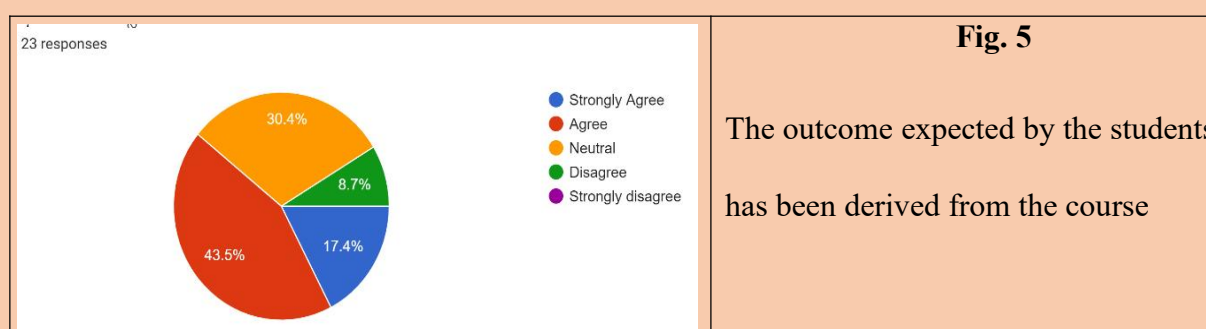 23 responses
30.4%
8.7%
43.5%
17.4%
Strongly Agree
Agree
Neutral
Disagree
Strongly disagree
Fig. 5
The outcome expected by the students
has been derived from the course